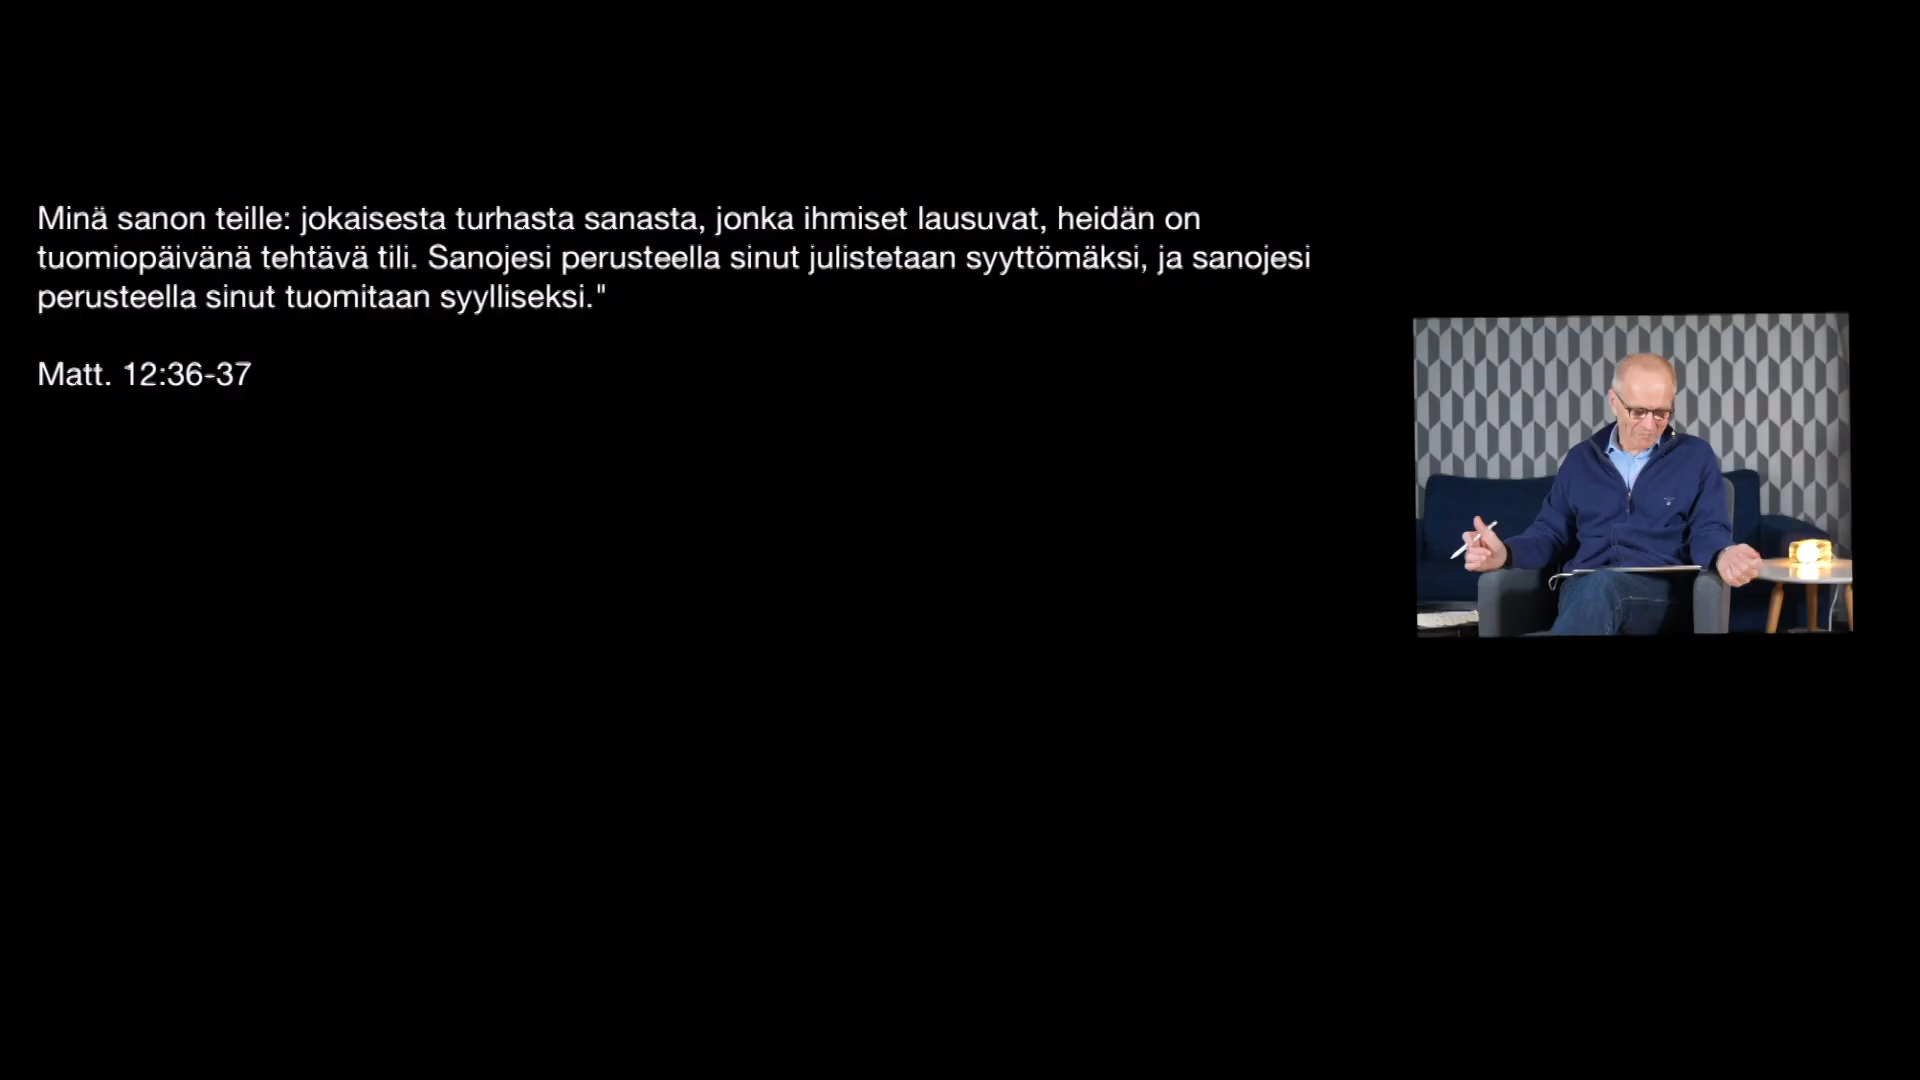 Minä sanon teille: jokaisesta turhasta sanasta, jonka ihmiset lausuvat, heidän on
tuomiopäivänä tehtävä tili. Sanojesi perusteella sinut julistetaan syyttömäksi, ja sanojesi
perusteella sinut tuomitaan syylliseksi."
Matt. 12:36-37